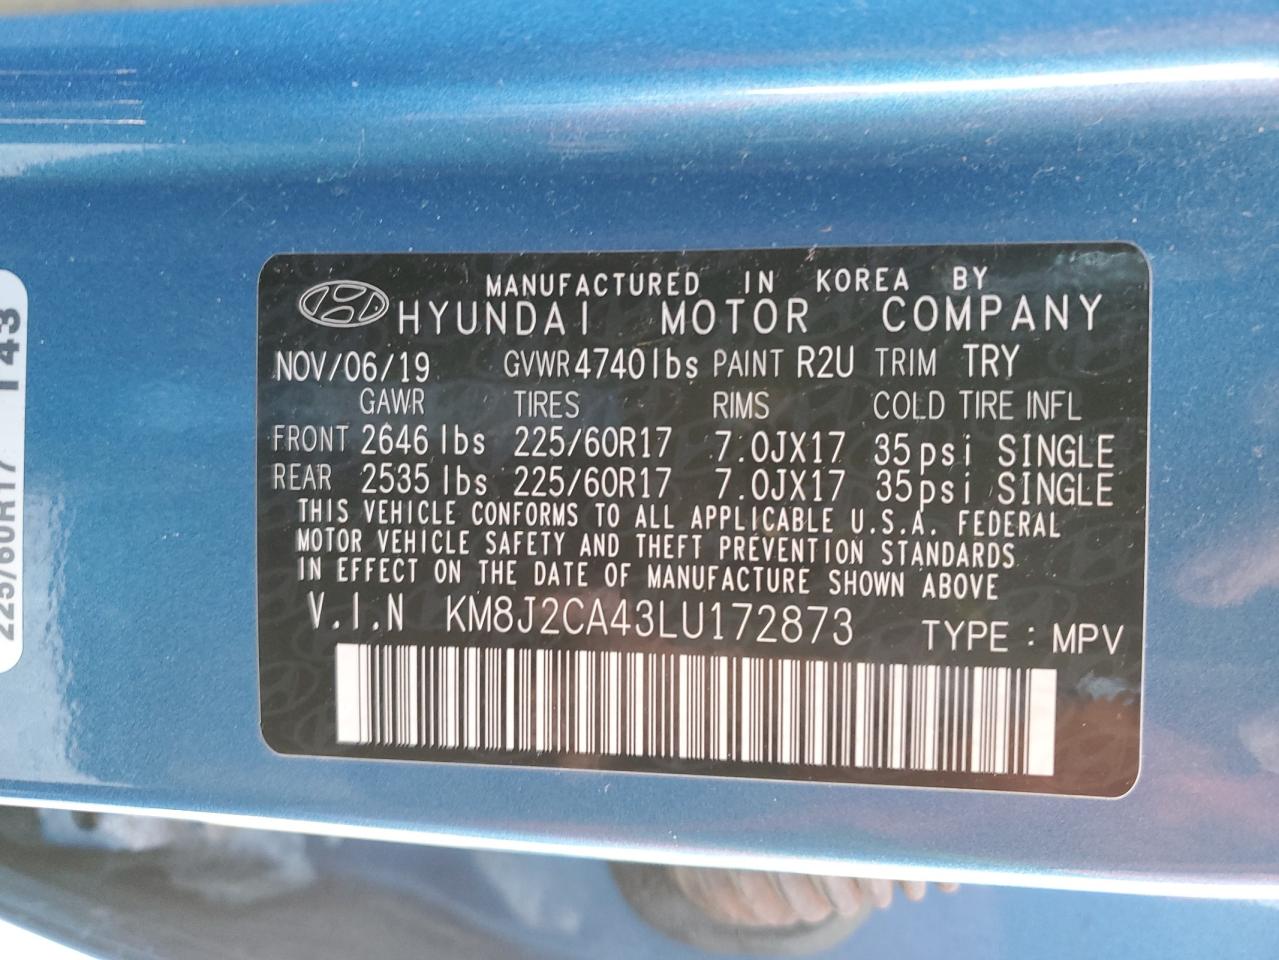 MANUFACTURED IN KOREA BY
HYUNDAI MOTOR COMPANY
NOV/06/19 GVWR 4740lbs PAINT R2U TRIM TRY
GAWR TIRES RIMS COLD TIRE INFL
FRONT 2646 lbs 225/60R17 7.0JX17 35psi SINGLE
REAR 2535 lbs 225/60R17 7.0JX17 35psi SINGLE
THIS VEHICLE CONFORMS TO ALL APPLICABLE U.S.A. FEDERAL
MOTOR VEHICLE SAFETY AND THEFT PREVENTION STANDARDS
IN EFFECT ON THE DATE OF MANUFACTURE SHOWN ABOVE
V.I.N KM8J2CA43LU172873 TYPE : MPV
225/60R17